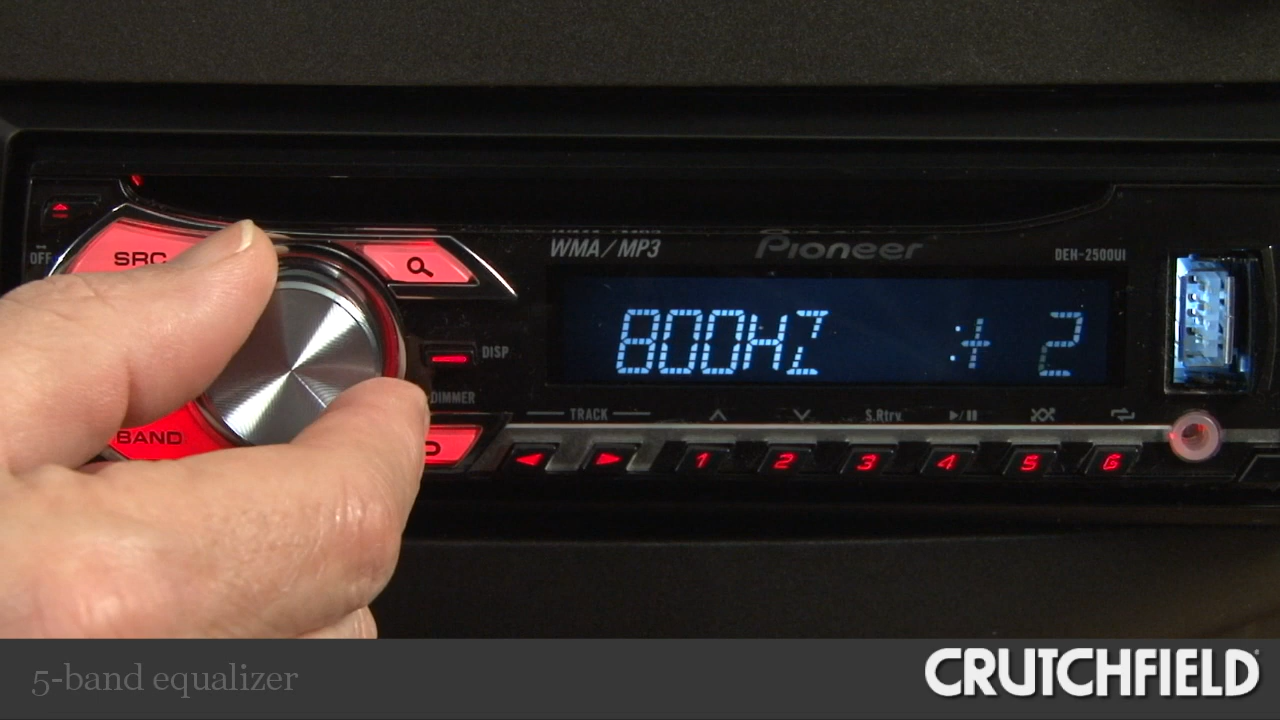 WMA/MP3
Pioneer
DEH-2500UI
OFF
SRC
800HZ :+ 2
DISP
DIMMER
BAND
TRACK
S.Rtrv
1 2 3 4 5 6
5-band equalizer
CRUTCHFIELD